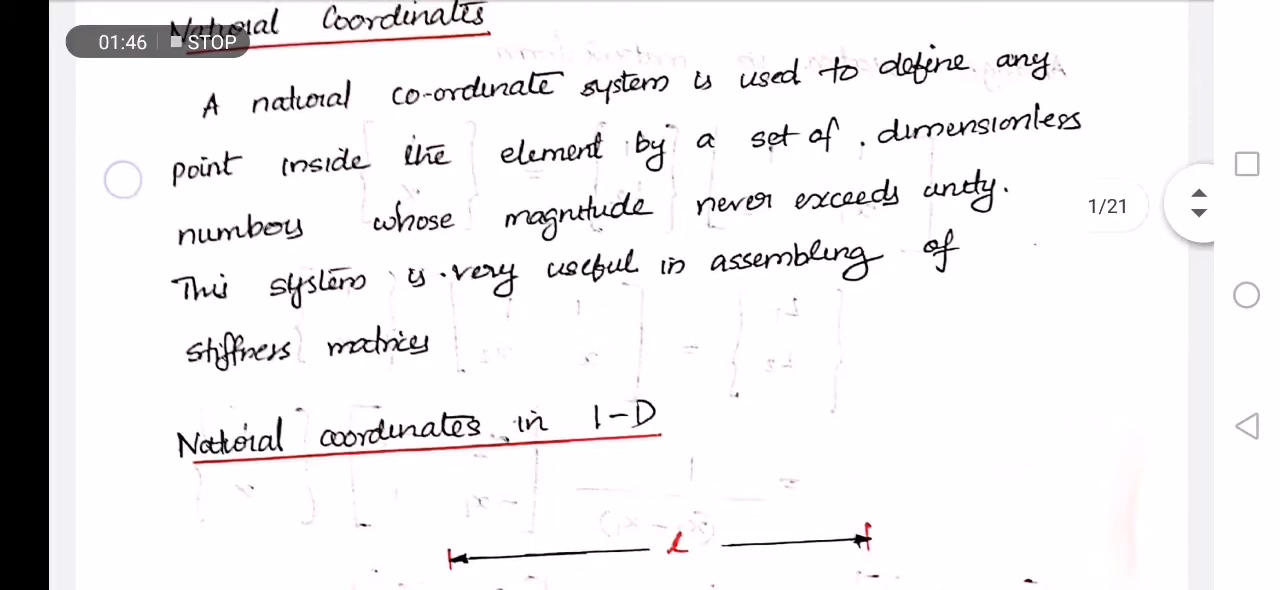 Natural Coordinates
01:46 STOP
A natural co-ordinate system is used to define any
point inside the element by a set of dimensionless
numbers whose magnitude never exceeds unity.
1/21
This system is very useful in assembling of
stiffness matrices
Natural coordinates in 1-D
l